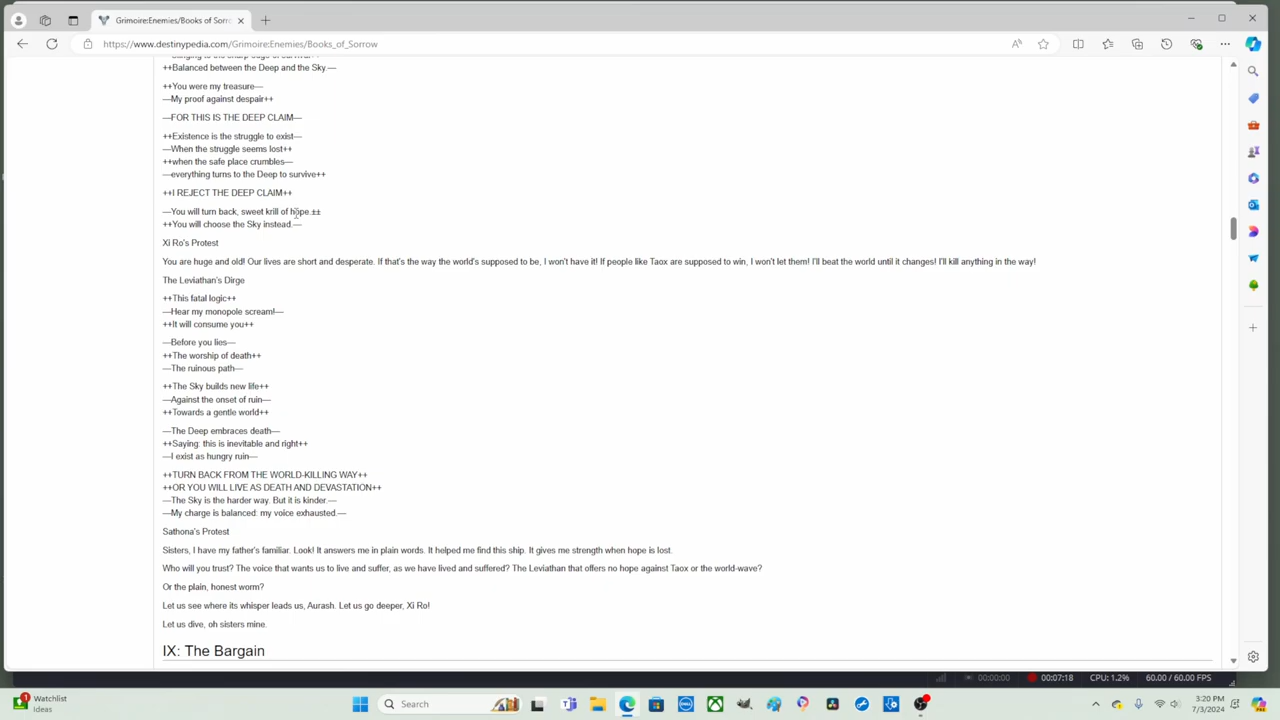 Grimoire:Enemies/Books of Sorro
https://www.destinypedia.com/Grimoire:Enemies/Books_of_Sorrow
++Balanced between the Deep and the Sky.—
++You were my treasure—
—My proof against despair++
—FOR THIS IS THE DEEP CLAIM—
++Existence is the struggle to exist—
—When the struggle seems lost++
++when the safe place crumbles—
—everything turns to the Deep to survive++
++I REJECT THE DEEP CLAIM++
—You will turn back, sweet krill of hope.±±
++You will choose the Sky instead.—
Xi Ro's Protest
You are huge and old! Our lives are short and desperate. If that's the way the world's supposed to be, I won't have it! If people like Taox are supposed to win, I won't let them! I'll beat the world until it changes! I'll kill anything in the way!
The Leviathan's Dirge
++This fatal logic++
—Hear my monopole scream!—
++It will consume you++
—Before you lies—
++The worship of death++
—The ruinous path—
++The Sky builds new life++
—Against the onset of ruin—
++Towards a gentle world++
—The Deep embraces death—
++Saying: this is inevitable and right++
—I exist as hungry ruin—
++TURN BACK FROM THE WORLD-KILLING WAY++
++OR YOU WILL LIVE AS DEATH AND DEVASTATION++
—The Sky is the harder way. But it is kinder.—
—My charge is balanced: my voice exhausted.—
Sathona's Protest
Sisters, I have my father's familiar. Look! It answers me in plain words. It helped me find this ship. It gives me strength when hope is lost.
Who will you trust? The voice that wants us to live and suffer, as we have lived and suffered? The Leviathan that offers no hope against Taox or the world-wave?
Or the plain, honest worm?
Let us see where its whisper leads us, Aurash. Let us go deeper, Xi Ro!
Let us dive, oh sisters mine.
IX: The Bargain
00:00:00 00:07:18 CPU: 1.2% 60.00 / 60.00 FPS
1 Watchlist
Ideas
Search
3:20 PM
7/3/2024